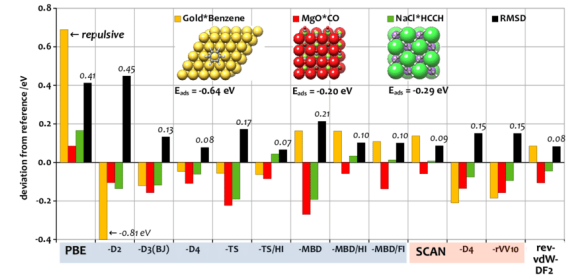 0.8
0.6
0.4
0.2
0.0
-0.2
-0.4
deviation from reference /eV
Gold*Benzene
MgO*CO
NaCl*HCCH
RMSD
← repulsive
Eads = -0.64 eV
Eads = -0.20 eV
Eads = -0.29 eV
0.41
0.45
0.13
0.08
0.17
0.07
0.21
0.10
0.10
0.09
0.15
0.15
0.08
← -0.81 eV
PBE
-D2
-D3(BJ)
-D4
-TS
-TS/HI
-MBD
-MBD/HI
-MBD/FI
SCAN
-D4
-rVV10
rev-
vdW-
DF2